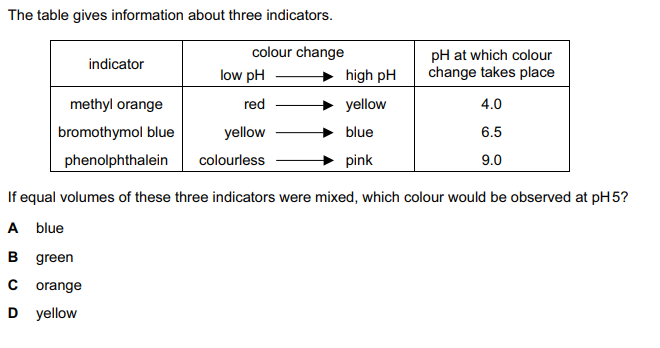 The table gives information about three indicators.
indicator
colour change
low pH → high pH
pH at which colour
change takes place
methyl orange red → yellow 4.0
bromothymol blue yellow → blue 6.5
phenolphthalein colourless → pink 9.0
If equal volumes of these three indicators were mixed, which colour would be observed at pH5?
A blue
B green
C orange
D yellow